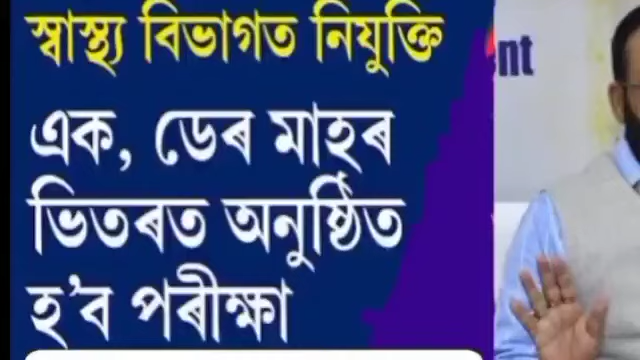 স্বাস্থ্য বিভাগত নিযুক্তি
এক, ডেৰ মাহৰ
ভিতৰত অনুষ্ঠিত
হ'ব পৰীক্ষা